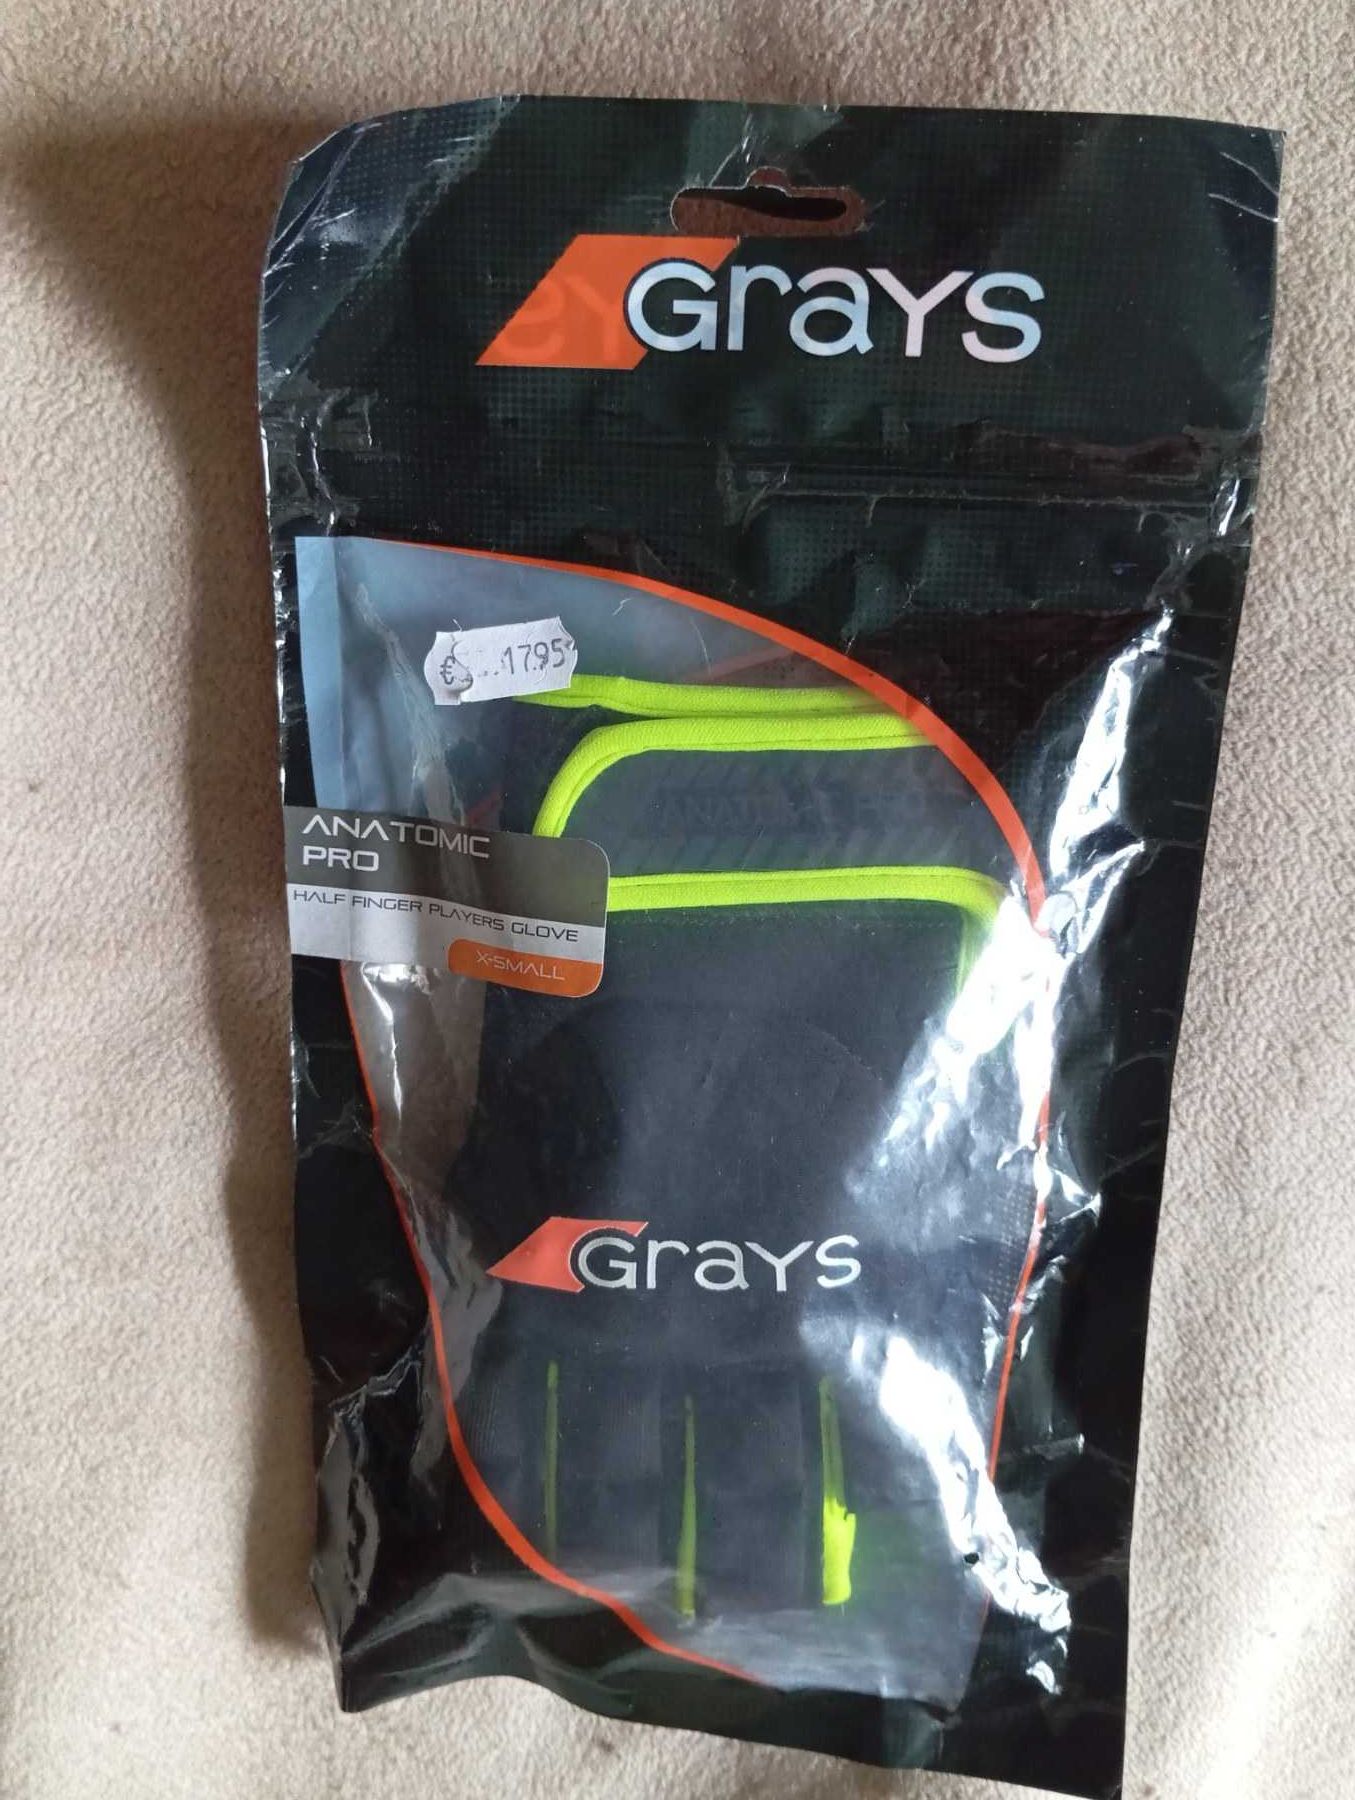 Grays
€ 17.95
ANATOMIC
PRO
HALF FINGER PLAYERS GLOVE
X-SMALL
Grays